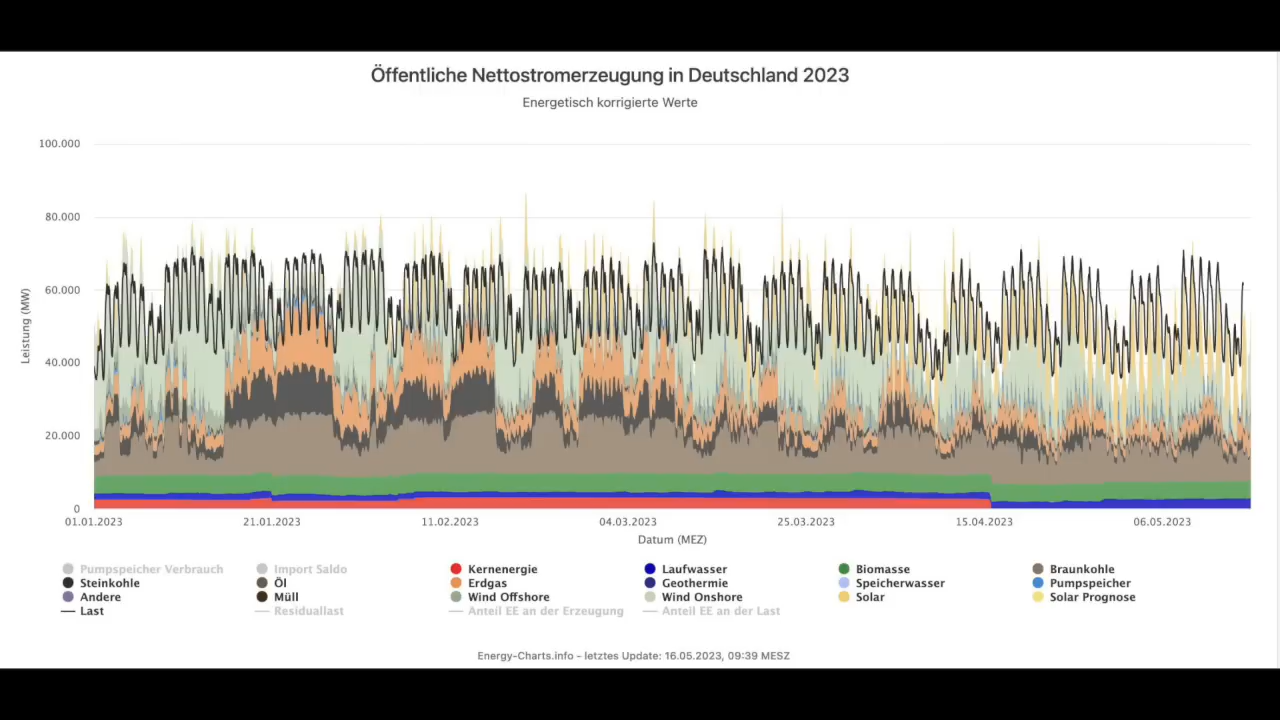 Öffentliche Nettostromerzeugung in Deutschland 2023
Energetisch korrigierte Werte
100.000
80.000
60.000
40.000
20.000
0
Leistung (MW)
01.01.2023 21.01.2023 11.02.2023 04.03.2023 25.03.2023 15.04.2023 06.05.2023
Datum (MEZ)
Pumpspeicher Verbrauch Import Saldo Kernenergie Laufwasser Biomasse Braunkohle
Steinkohle Öl Erdgas Geothermie Speicherwasser Pumpspeicher
Andere Müll Wind Offshore Wind Onshore Solar Solar Prognose
Last Residuallast Anteil EE an der Erzeugung Anteil EE an der Last
Energy-Charts.info - letztes Update: 16.05.2023, 09:39 MESZ